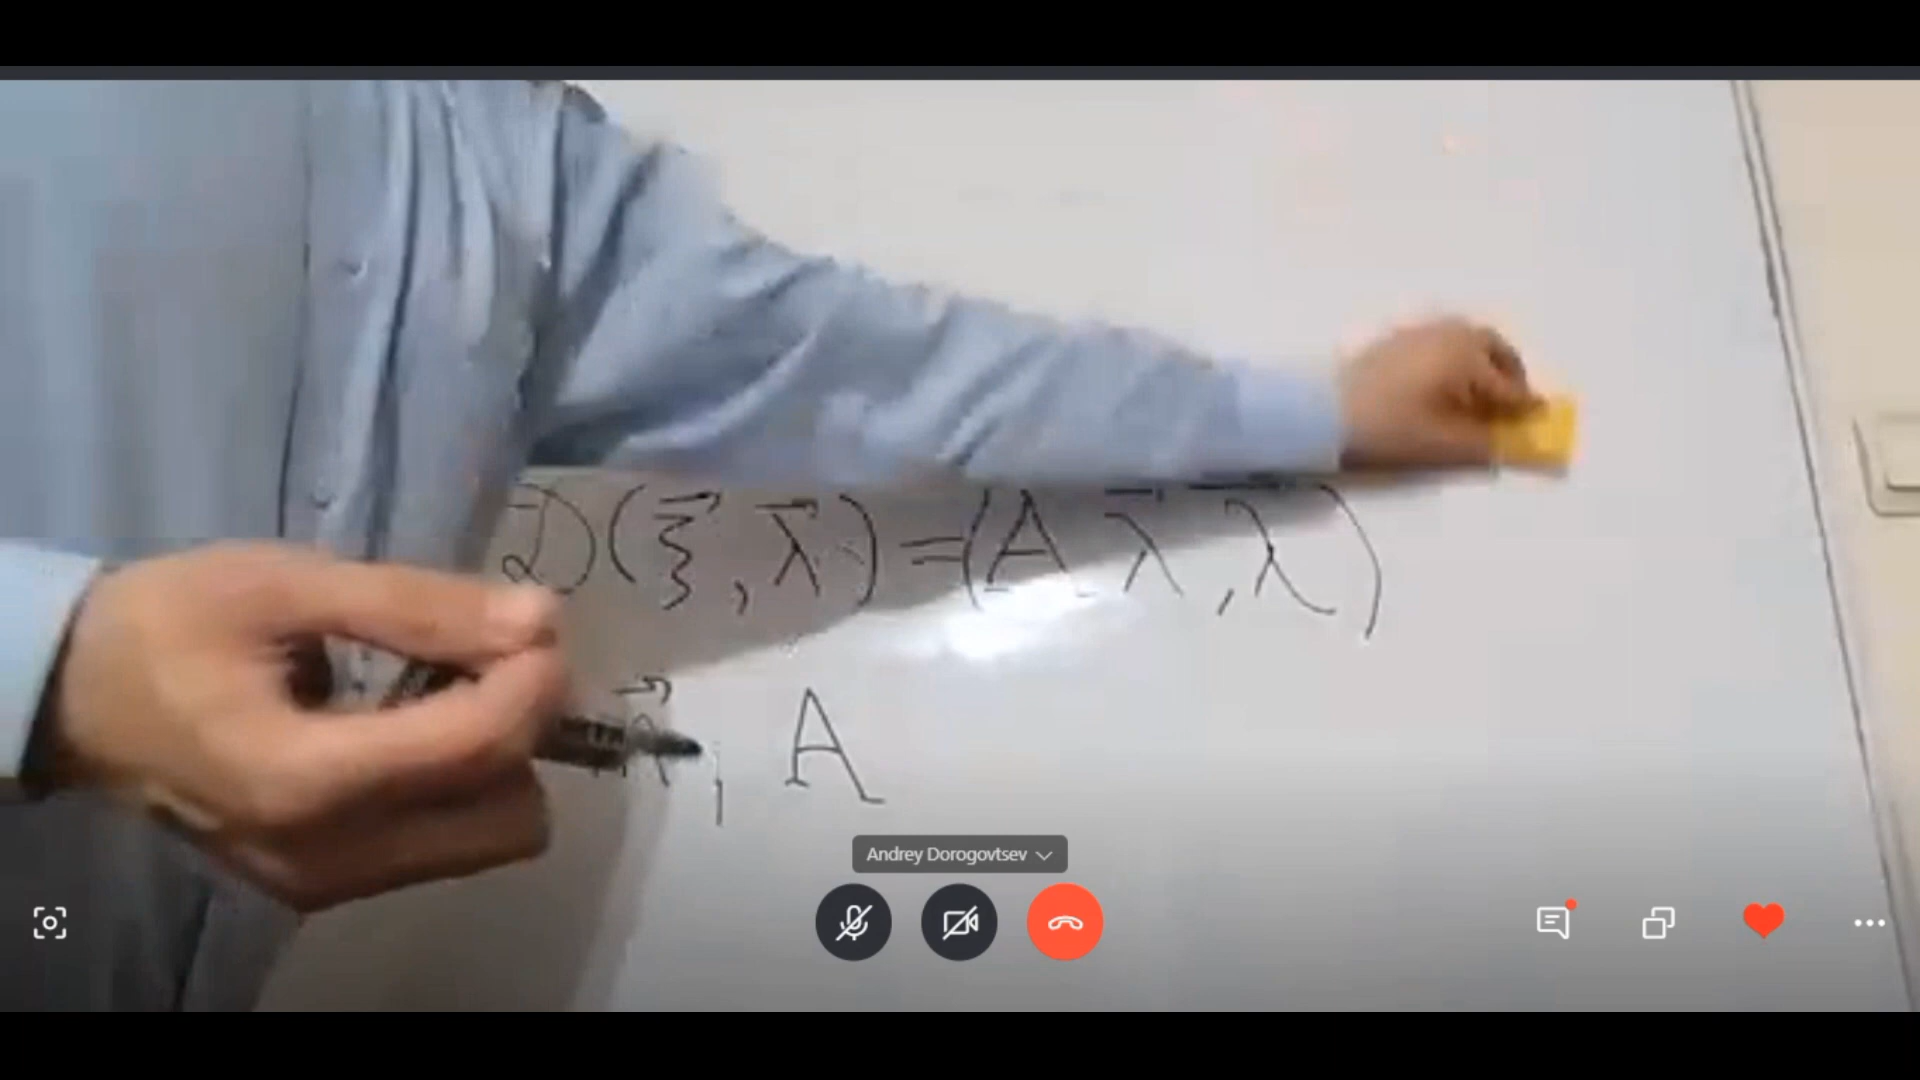 D(ξ⃗, λ⃗) = (Aλ⃗, λ⃗)
, A
Andrey Dorogovtsev